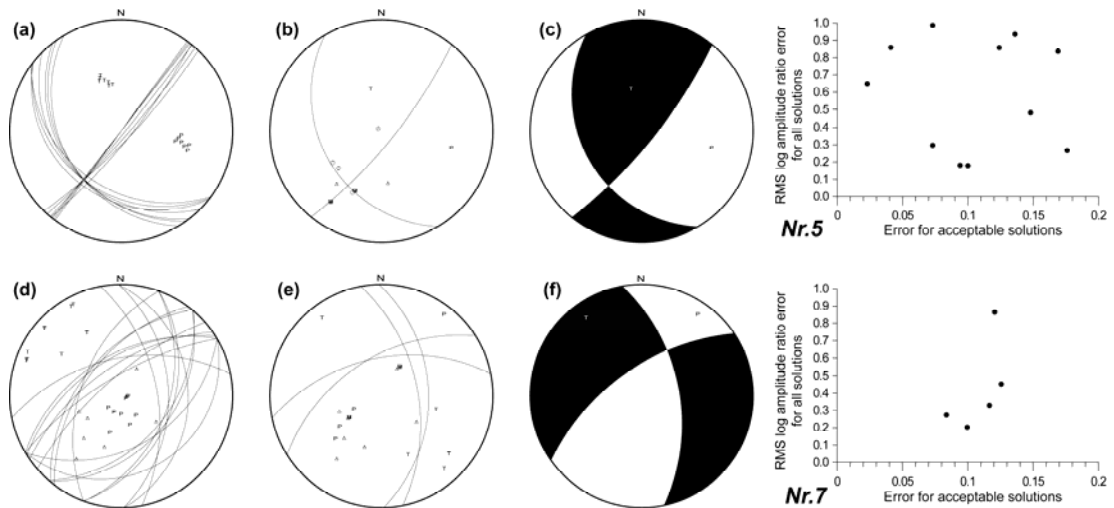 (a)
N
(b)
N
(c)
N
T
P
T
P
RMS log amplitude ratio error
for all solutions
1.0
0.9
0.8
0.7
0.6
0.5
0.4
0.3
0.2
0.1
0
0
0.05
0.1
0.15
0.2
Error for acceptable solutions
Nr.5
(d)
N
(e)
N
(f)
N
T
P
T
P
RMS log amplitude ratio error
for all solutions
1.0
0.9
0.8
0.7
0.6
0.5
0.4
0.3
0.2
0.1
0.0
0
0.05
0.1
0.15
0.2
Error for acceptable solutions
Nr.7